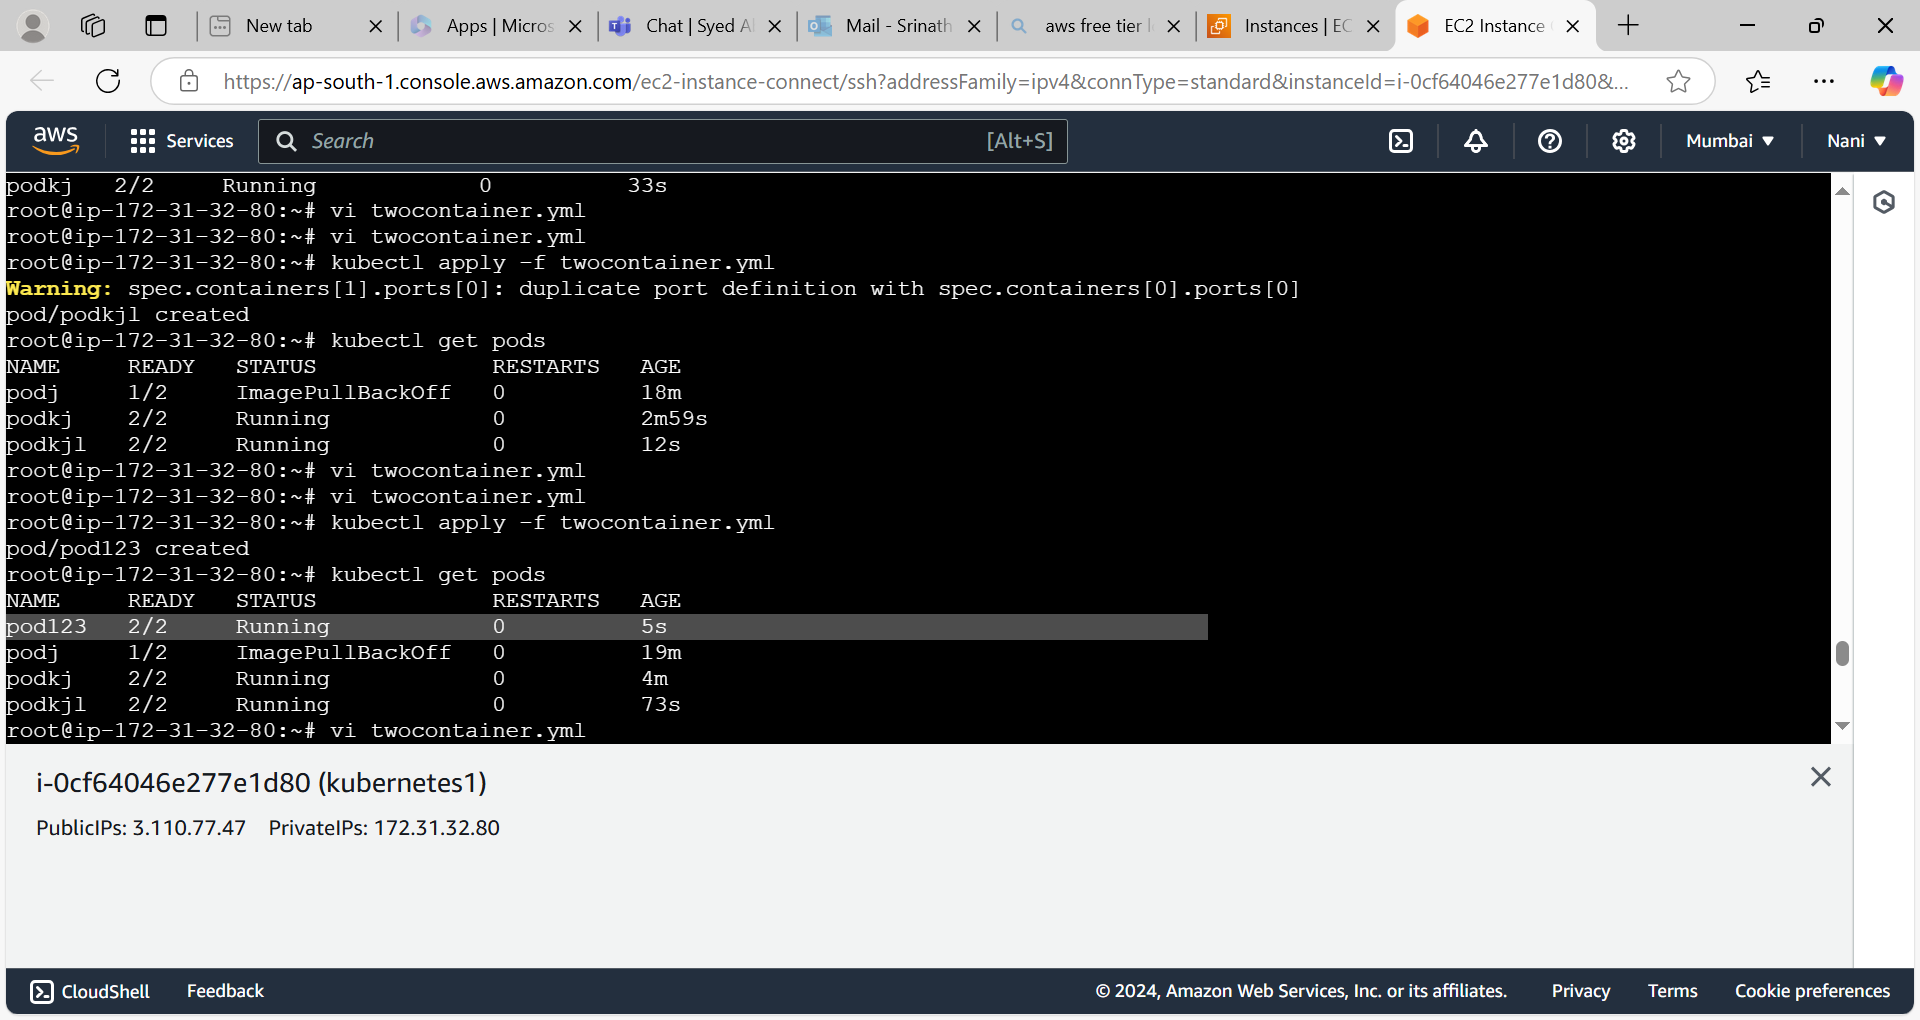 New tab
Apps | Micros
Chat | Syed Al
Mail - Srinath
aws free tier l
Instances | EC
EC2 Instance
https://ap-south-1.console.aws.amazon.com/ec2-instance-connect/ssh?addressFamily=ipv4&connType=standard&instanceId=i-0cf64046e277e1d80&...
aws
Services
Search
[Alt+S]
Mumbai
Nani
podkj 2/2 Running 0 33s
root@ip-172-31-32-80:~# vi twocontainer.yml
root@ip-172-31-32-80:~# vi twocontainer.yml
root@ip-172-31-32-80:~# kubectl apply -f twocontainer.yml
Warning: spec.containers[1].ports[0]: duplicate port definition with spec.containers[0].ports[0]
pod/podkjl created
root@ip-172-31-32-80:~# kubectl get pods
NAME READY STATUS RESTARTS AGE
podj 1/2 ImagePullBackOff 0 18m
podkj 2/2 Running 0 2m59s
podkjl 2/2 Running 0 12s
root@ip-172-31-32-80:~# vi twocontainer.yml
root@ip-172-31-32-80:~# vi twocontainer.yml
root@ip-172-31-32-80:~# kubectl apply -f twocontainer.yml
pod/pod123 created
root@ip-172-31-32-80:~# kubectl get pods
NAME READY STATUS RESTARTS AGE
pod123 2/2 Running 0 5s
podj 1/2 ImagePullBackOff 0 19m
podkj 2/2 Running 0 4m
podkjl 2/2 Running 0 73s
root@ip-172-31-32-80:~# vi twocontainer.yml
i-0cf64046e277e1d80 (kubernetes1)
PublicIPs: 3.110.77.47 PrivateIPs: 172.31.32.80
CloudShell
Feedback
© 2024, Amazon Web Services, Inc. or its affiliates.
Privacy
Terms
Cookie preferences